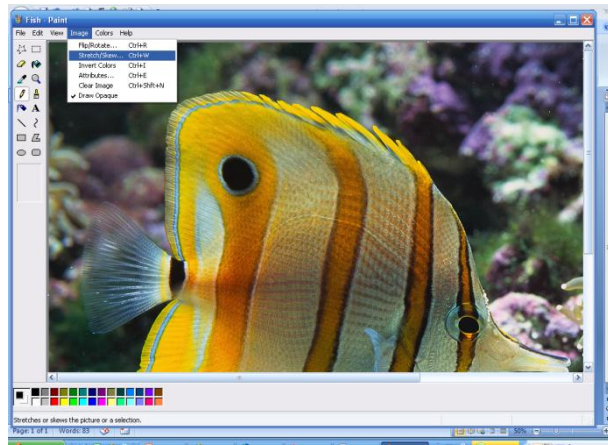 Fish - Paint
File Edit View Image Colors Help
Flip/Rotate... Ctrl+R
Stretch/Skew... Ctrl+W
Invert Colors Ctrl+I
Attributes... Ctrl+E
Clear Image Ctrl+Shft+N
✓ Draw Opaque
A
Stretches or skews the picture or a selection.
Page: 1 of 1 Words: 83 50%